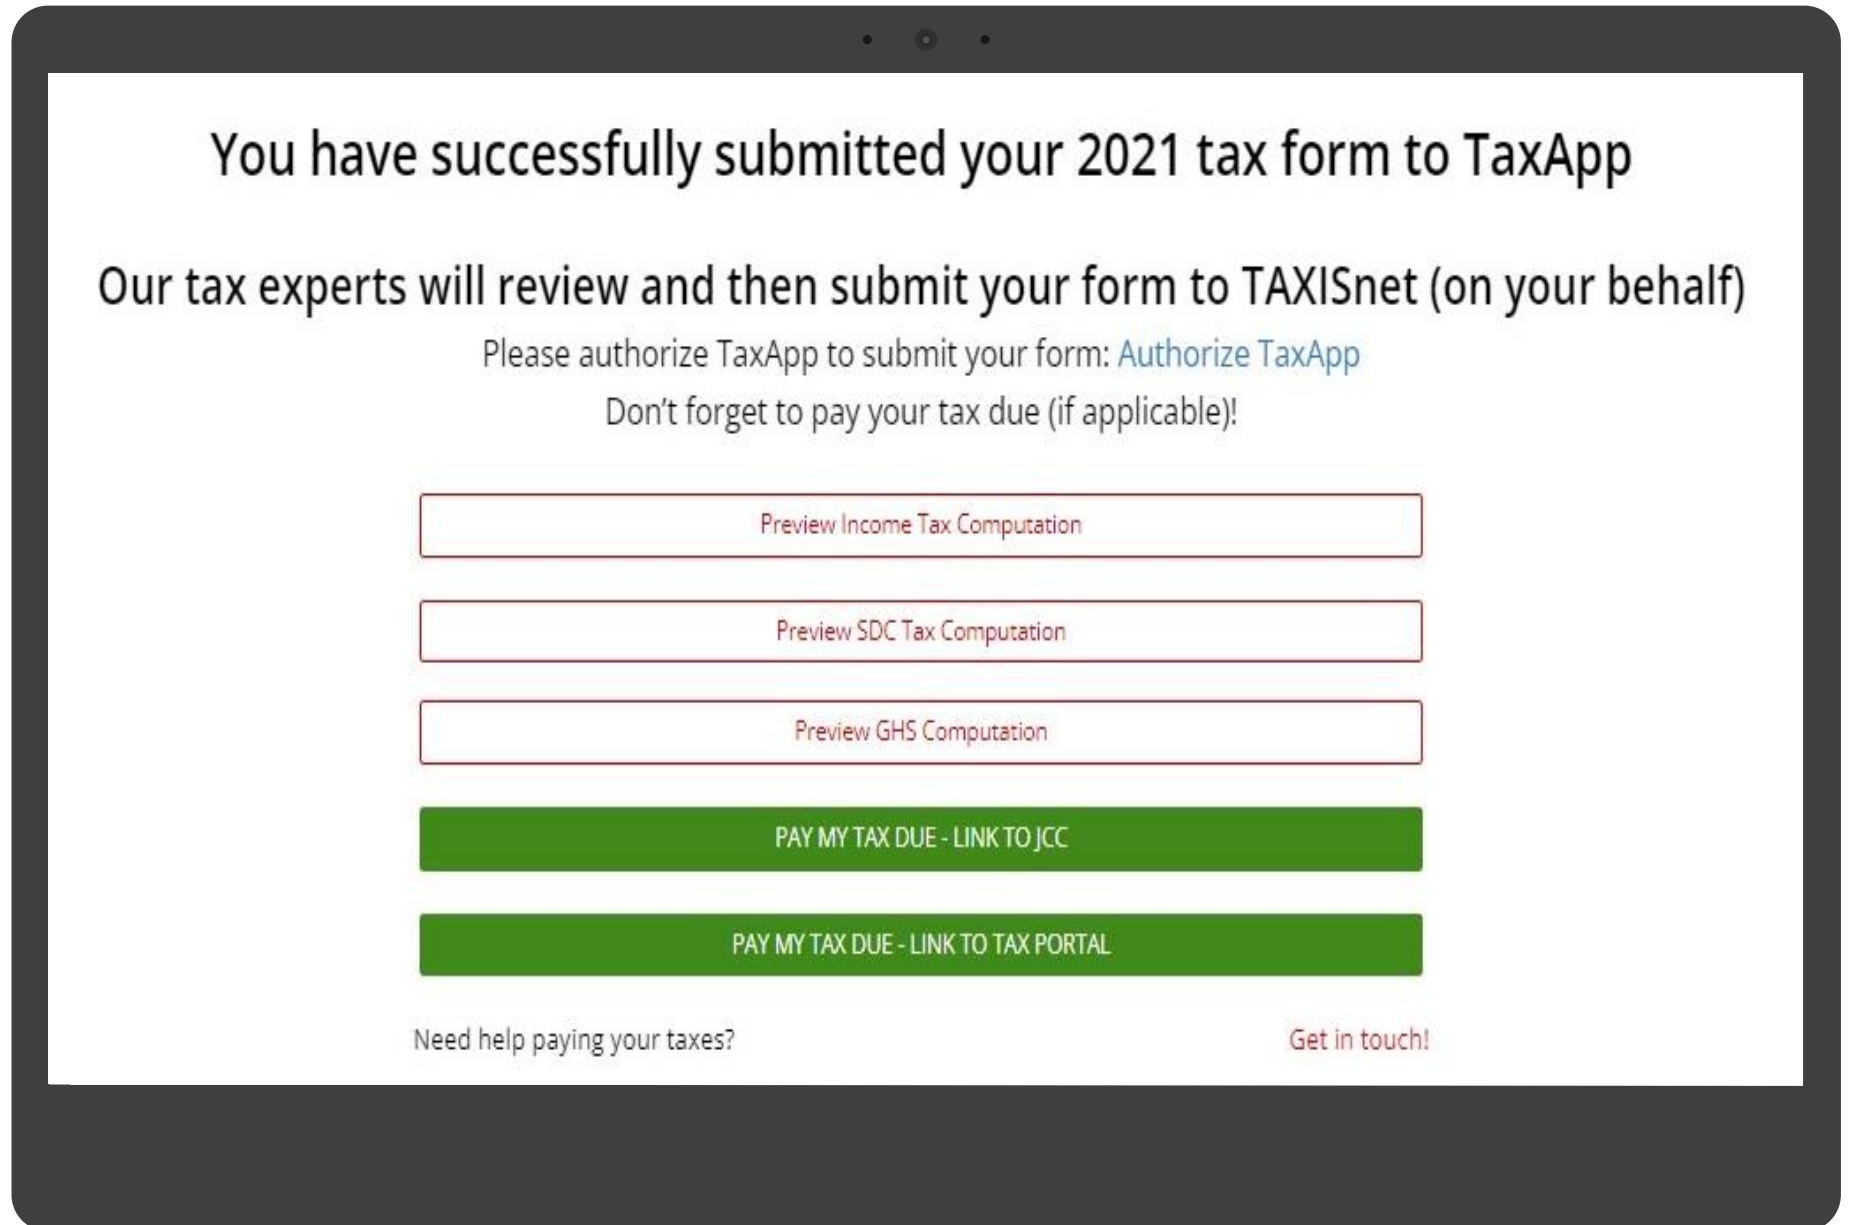 You have successfully submitted your 2021 tax form to TaxApp
Our tax experts will review and then submit your form to TAXISnet (on your behalf)
Please authorize TaxApp to submit your form: Authorize TaxApp
Don't forget to pay your tax due (if applicable)!
Preview Income Tax Computation
Preview SDC Tax Computation
Preview GHS Computation
PAY MY TAX DUE - LINK TO JCC
PAY MY TAX DUE - LINK TO TAX PORTAL
Need help paying your taxes? Get in touch!